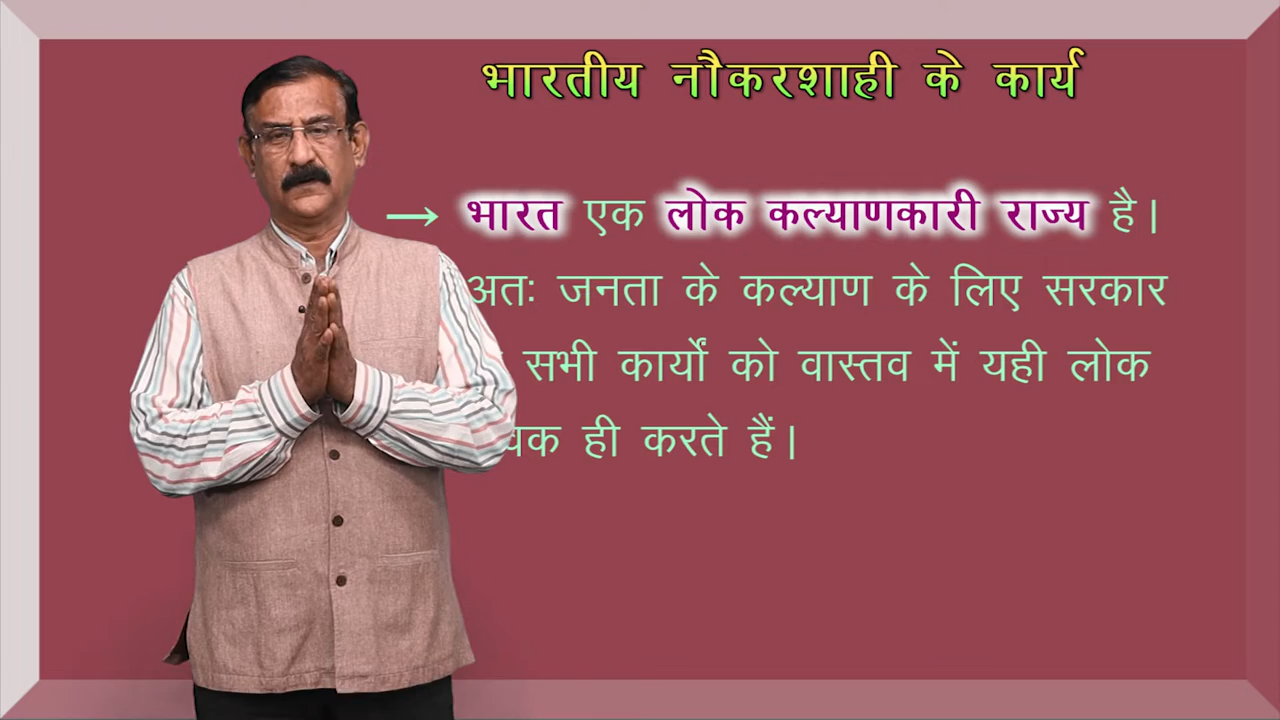 भारतीय नौकरशाही के कार्य
→ भारत एक लोक कल्याणकारी राज्य है।
अतः जनता के कल्याण के लिए सरकार
सभी कार्यों को वास्तव में यही लोक
ही करते हैं।